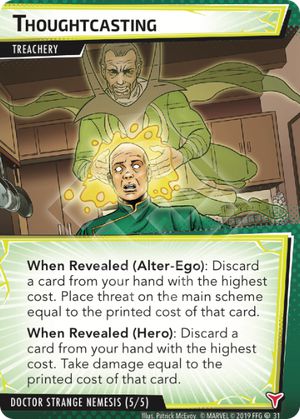 THOUGHTCASTING
TREACHERY
When Revealed (Alter-Ego): Discard
a card from your hand with the highest
cost. Place threat on the main scheme
equal to the printed cost of that card.
When Revealed (Hero): Discard a
card from your hand with the highest
cost. Take damage equal to the
printed cost of that card.
DOCTOR STRANGE NEMESIS (5/5)
Illus. Patrick McEvoy © MARVEL © 2019 FFG 31